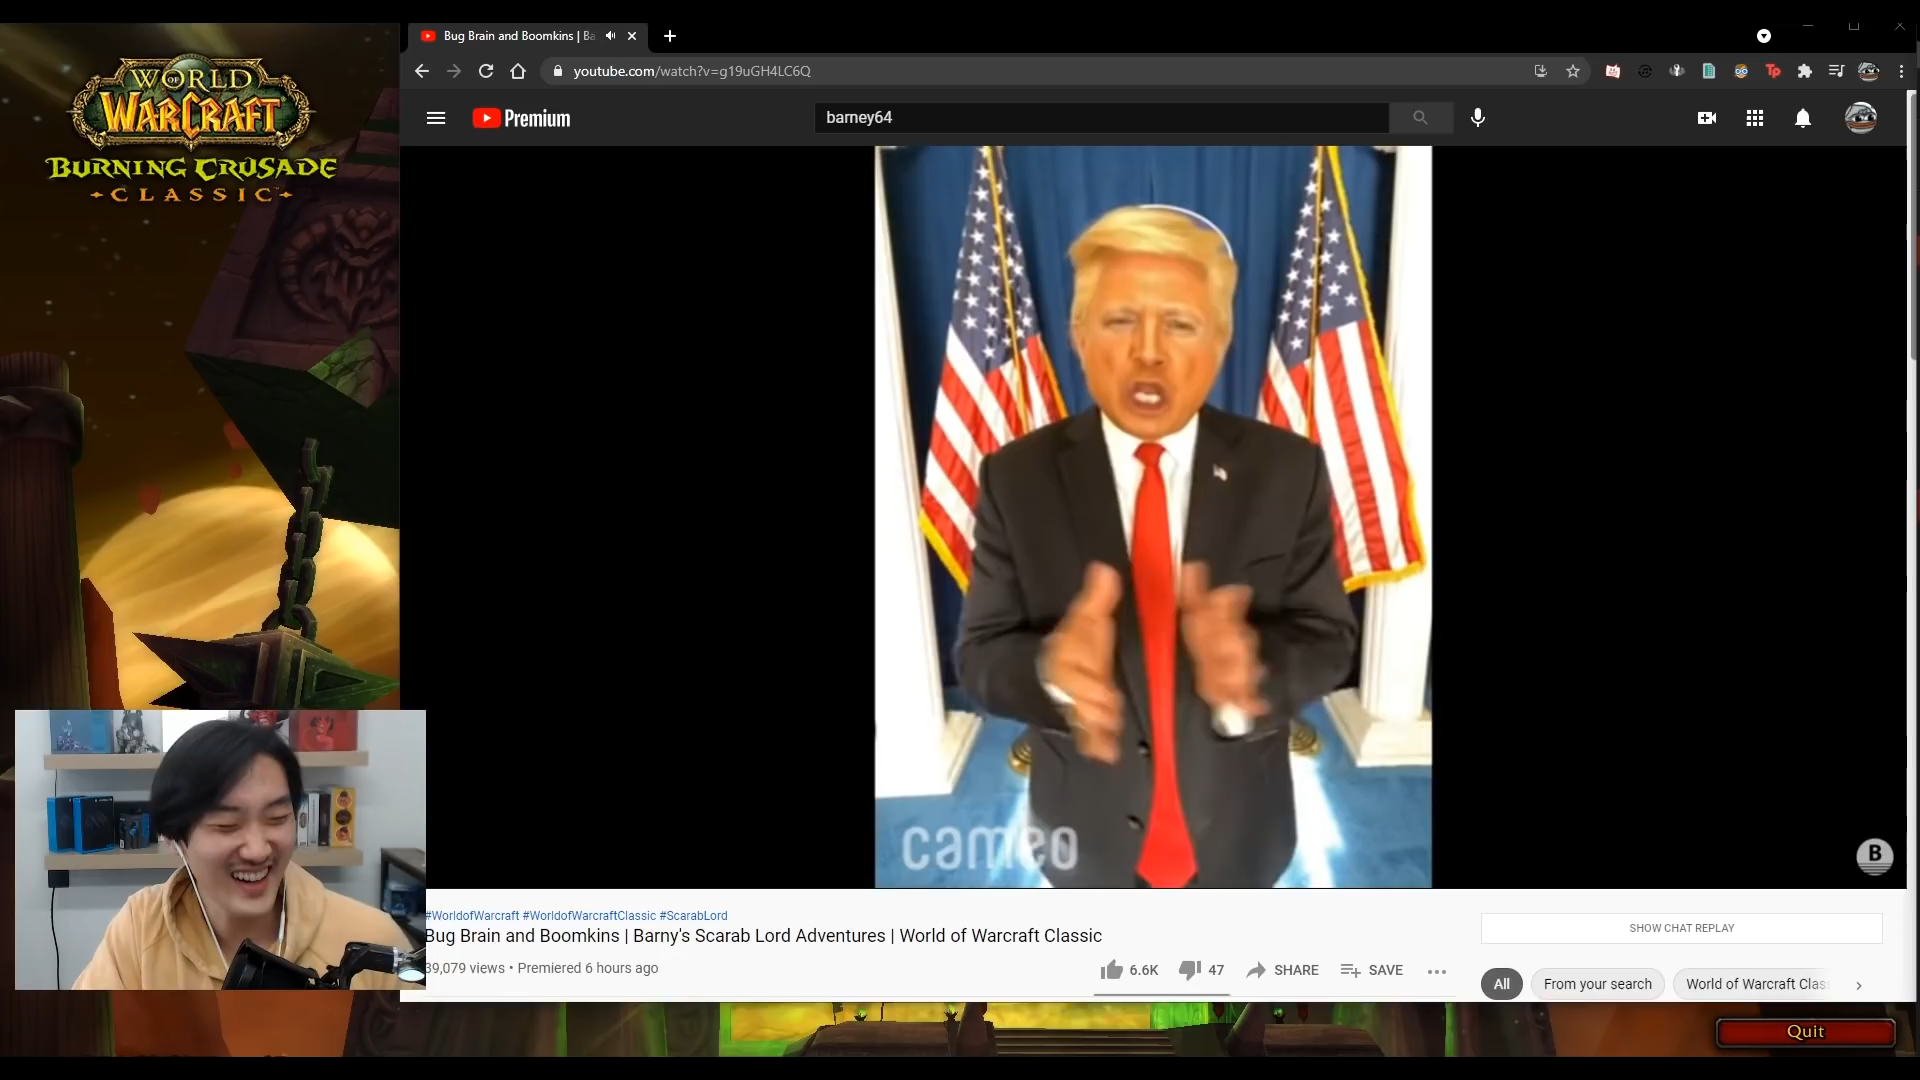 Bug Brain and Boomkins | Ba
youtube.com/watch?v=g19uGH4LC6Q
WORLD
OF
WARCRAFT
BURNING CRUSADE
CLASSIC
Premium
barney64
Tp
cameo
B
#WorldofWarcraft #WorldofWarcraftClassic #ScarabLord
Bug Brain and Boomkins | Barny's Scarab Lord Adventures | World of Warcraft Classic
39,079 views • Premiered 6 hours ago
6.6K
47
SHARE
SAVE
SHOW CHAT REPLAY
All
From your search
World of Warcraft Clas
Quit